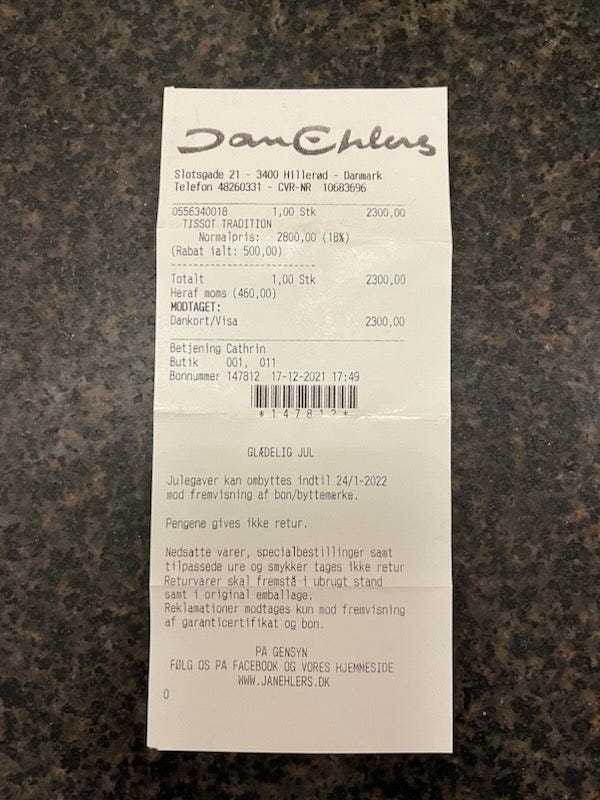 Jan Ehlers
Slotsgade 21 - 3400 Hillerød - Danmark
Telefon 48260331 - CVR-NR 10683696
0556340018 1,00 Stk 2300,00
TISSOT TRADITION
Normalpris: 2800,00 (18%)
(Rabat ialt: 500,00)
--------------------------
Totalt 1,00 Stk 2300,00
Heraf moms (460,00)
MODTAGET:
Dankort/Visa 2300,00
Betjening Cathrin
Butik 001, 011
Bonnummer 147812 17-12-2021 17:49
*147812*
GLÆDELIG JUL
Julegaver kan ombyttes indtil 24/1-2022
mod fremvisning af bon/byttemærke.
Pengene gives ikke retur.
Nedsatte varer, specialbestillinger samt
tilpassede ure og smykker tages ikke retur
Returvarer skal fremstå i ubrugt stand
samt i original emballage.
Reklamationer modtages kun mod fremvisning
af garanticertifikat og bon.
PÅ GENSYN
FØLG OS PÅ FACEBOOK OG VORES HJEMMESIDE
WWW.JANEHLERS.DK
0